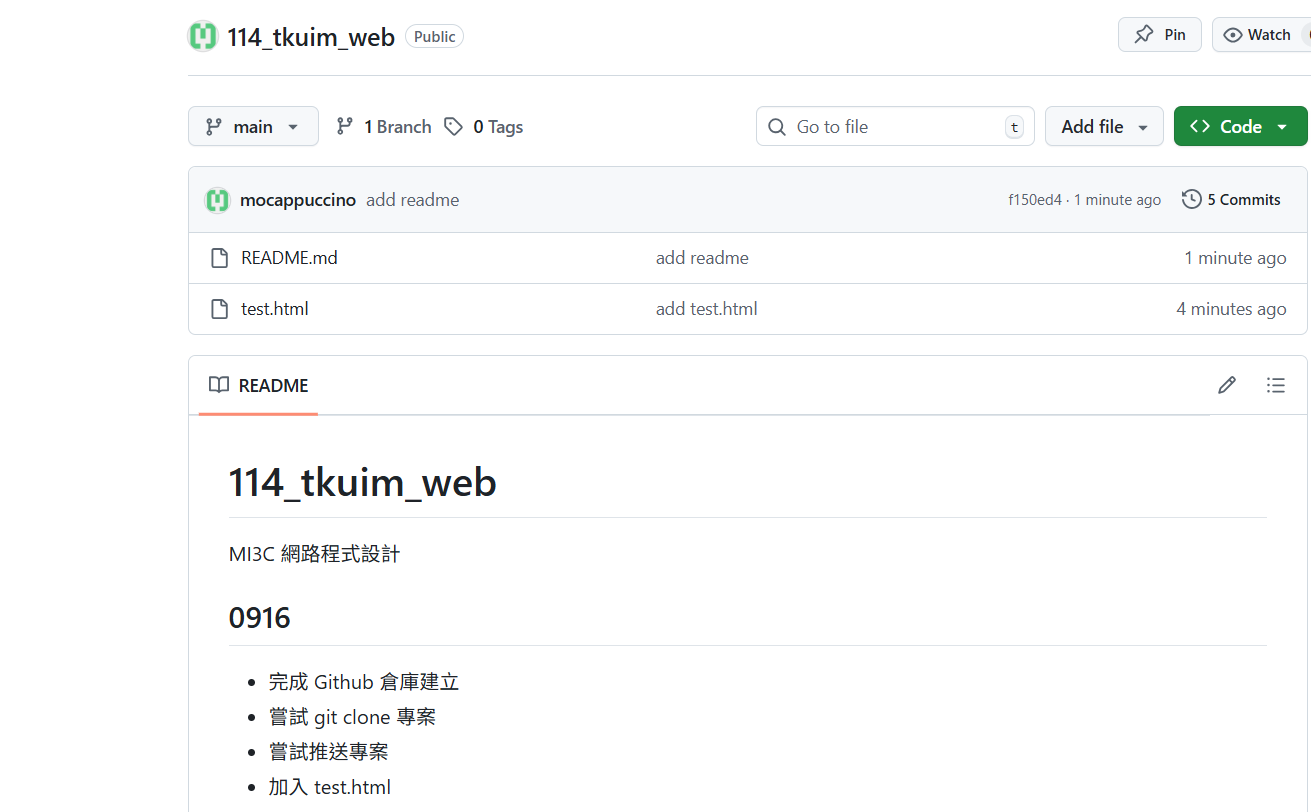 114_tkuim_web Public Pin Watch
main 1 Branch 0 Tags Go to file t Add file Code
mocappuccino add readme f150ed4 · 1 minute ago 5 Commits
README.md add readme 1 minute ago
test.html add test.html 4 minutes ago
README
114_tkuim_web
MI3C 網路程式設計
0916
完成 Github 倉庫建立
嘗試 git clone 專案
嘗試推送專案
加入 test.html